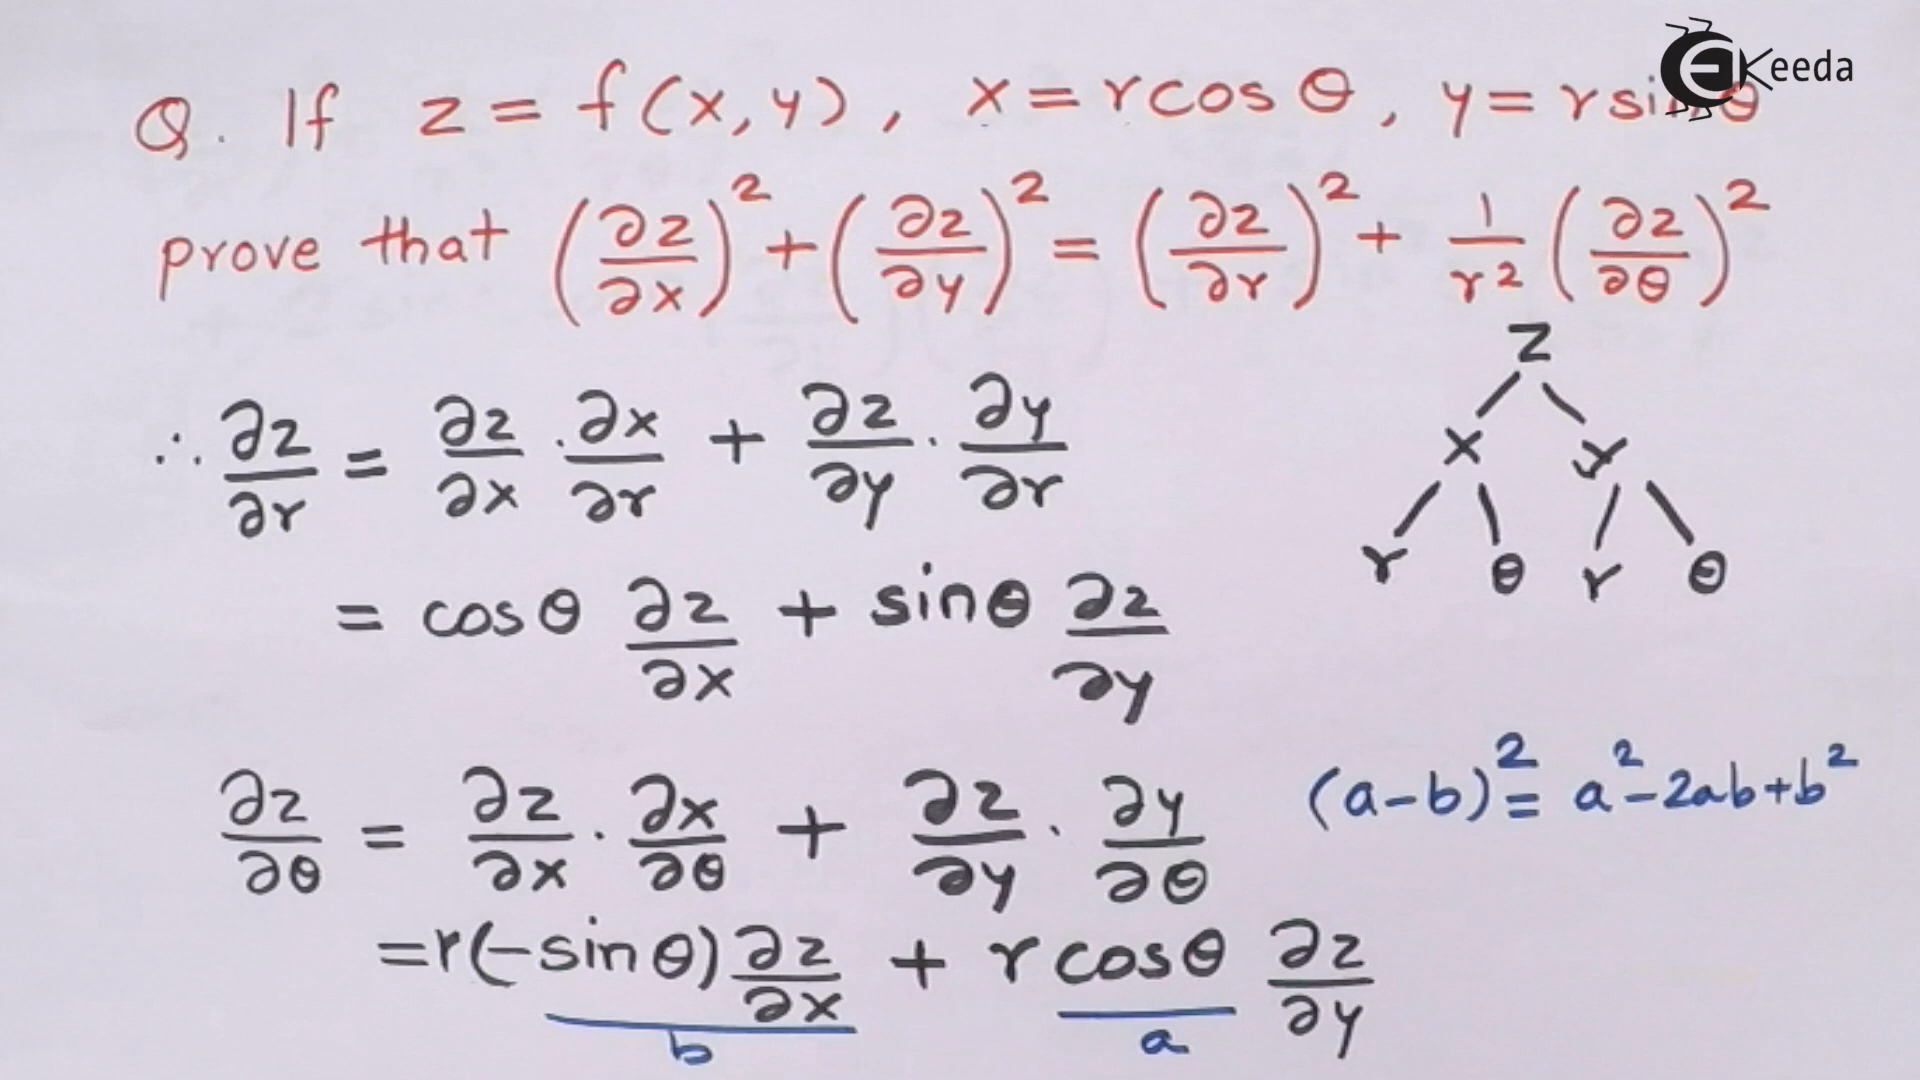 EKeeda
Q. If z = f(x, y), x = r cos θ, y = r sin θ
prove that (∂z/∂x)² + (∂z/∂y)² = (∂z/∂r)² + 1/r² (∂z/∂θ)²
∴ ∂z/∂r = ∂z/∂x · ∂x/∂r + ∂z/∂y · ∂y/∂r
= cos θ ∂z/∂x + sin θ ∂z/∂y
z
x y
r θ r θ
∂z/∂θ = ∂z/∂x · ∂x/∂θ + ∂z/∂y · ∂y/∂θ
(a-b)² = a² - 2ab + b²
= r(-sin θ) ∂z/∂x + r cos θ ∂z/∂y
b a